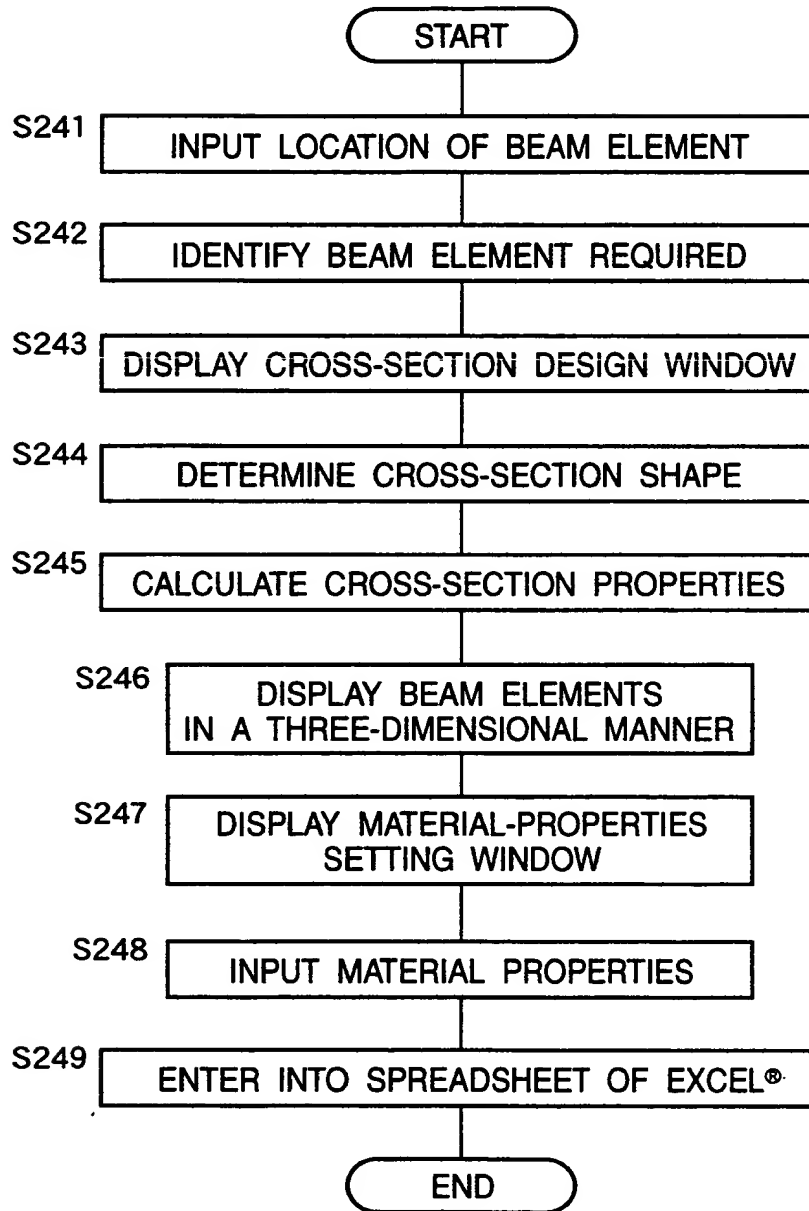 START
S241
INPUT LOCATION OF BEAM ELEMENT
S242
IDENTIFY BEAM ELEMENT REQUIRED
S243
DISPLAY CROSS-SECTION DESIGN WINDOW
S244
DETERMINE CROSS-SECTION SHAPE
S245
CALCULATE CROSS-SECTION PROPERTIES
S246
DISPLAY BEAM ELEMENTS
IN A THREE-DIMENSIONAL MANNER
S247
DISPLAY MATERIAL-PROPERTIES
SETTING WINDOW
S248
INPUT MATERIAL PROPERTIES
S249
ENTER INTO SPREADSHEET OF EXCEL®
END